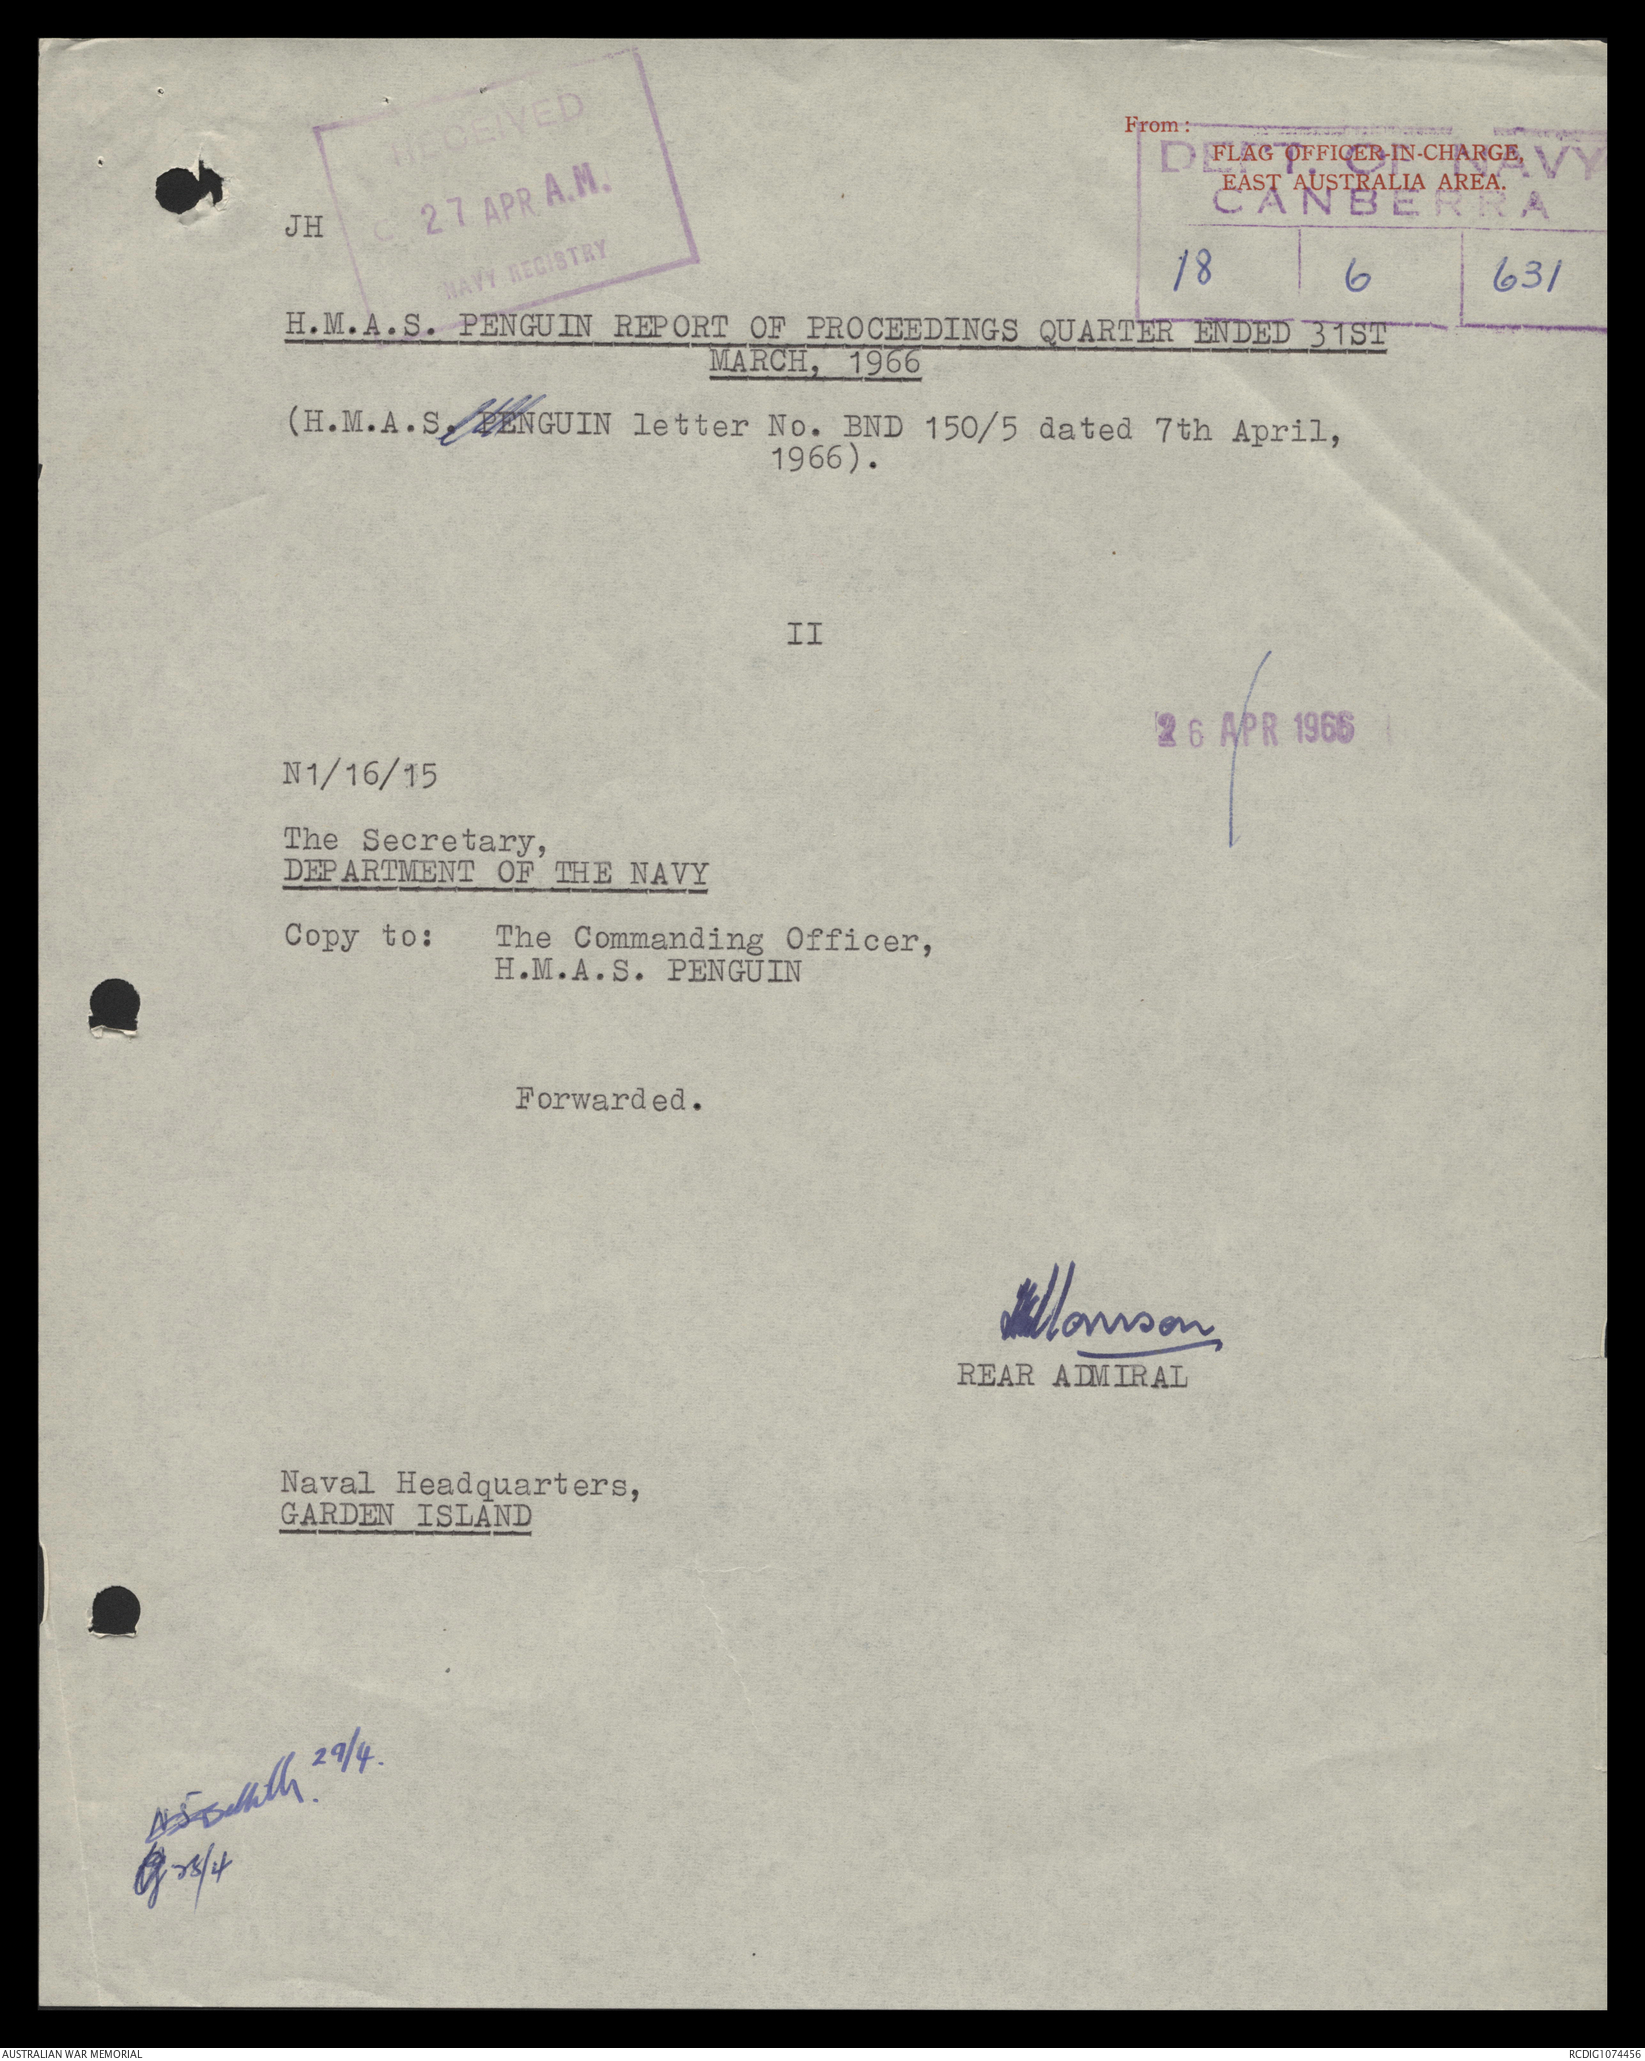 RECEIVED
27 APR A.M.
NAVY REGISTRY
From :
FLAG OFFICER-IN-CHARGE,
EAST AUSTRALIA AREA.
DEPT. OF NAVY
CANBERRA
18 6 631
JH
H.M.A.S. PENGUIN REPORT OF PROCEEDINGS QUARTER ENDED 31ST
MARCH, 1966
(H.M.A.S. PENGUIN letter No. BND 150/5 dated 7th April,
1966).
II
26 APR 1966
N1/16/15
The Secretary,
DEPARTMENT OF THE NAVY
Copy to: The Commanding Officer,
H.M.A.S. PENGUIN
Forwarded.
REAR ADMIRAL
Naval Headquarters,
GARDEN ISLAND
29/4.
28/4
AUSTRALIAN WAR MEMORIAL
RCDIG1074456